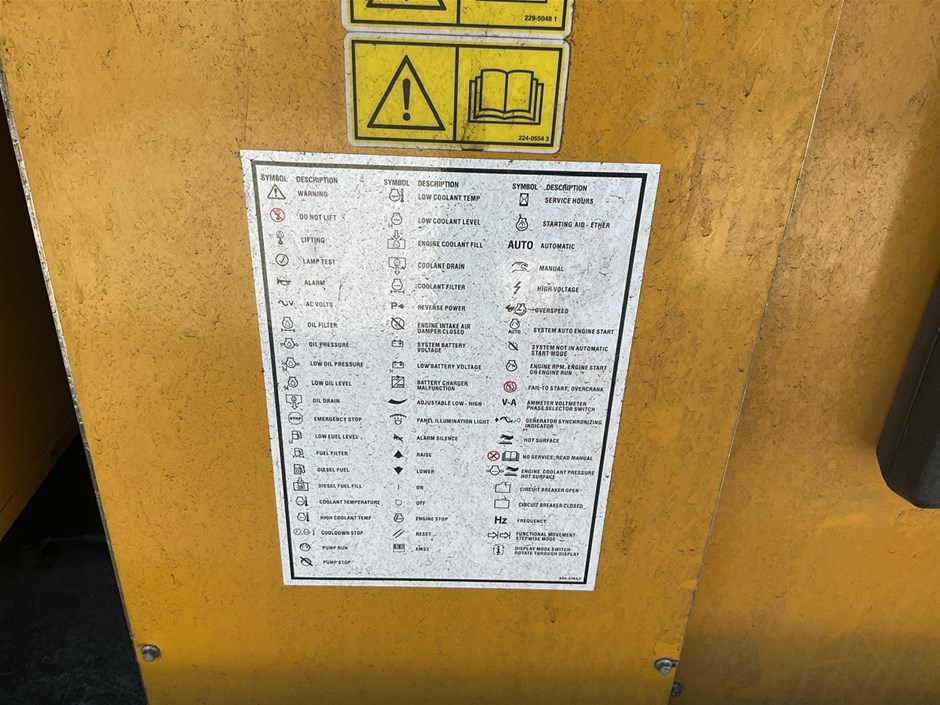 229-5048 1
224-0554 3
SYMBOL DESCRIPTION
WARNING
DO NOT LIFT
LIFTING
LAMP TEST
ALARM
AC VOLTS
OIL FILTER
OIL PRESSURE
LOW OIL PRESSURE
LOW OIL LEVEL
OIL DRAIN
STOP EMERGENCY STOP
LOW FUEL LEVEL
FUEL FILTER
DIESEL FUEL
DIESEL FUEL FILL
COOLANT TEMPERATURE
HIGH COOLANT TEMP
COOLDOWN STOP
PUMP RUN
PUMP STOP
SYMBOL DESCRIPTION
LOW COOLANT TEMP
LOW COOLANT LEVEL
ENGINE COOLANT FILL
COOLANT DRAIN
COOLANT FILTER
P REVERSE POWER
ENGINE INTAKE AIR
DAMPER CLOSED
SYSTEM BATTERY
VOLTAGE
LOW BATTERY VOLTAGE
BATTERY CHARGER
MALFUNCTION
ADJUSTABLE LOW - HIGH
PANEL ILLUMINATION LIGHT
ALARM SILENCE
RAISE
LOWER
ON
OFF
ENGINE STOP
RESET
SYMBOL DESCRIPTION
SERVICE HOURS
STARTING AID - ETHER
AUTO AUTOMATIC
MANUAL
HIGH VOLTAGE
OVERSPEED
AUTO SYSTEM AUTO ENGINE START
SYSTEM NOT IN AUTOMATIC
START MODE
ENGINE RPM, ENGINE START
OR ENGINE RUN
FAIL TO START, OVERCRANK
V-A AMMETER VOLTMETER
PHASE SELECTOR SWITCH
GENERATOR SYNCHRONIZING
INDICATOR
HOT SURFACE
NO SERVICE; READ MANUAL
ENGINE COOLANT PRESSURE
HOT SURFACE
CIRCUIT BREAKER OPEN
CIRCUIT BREAKER CLOSED
Hz FREQUENCY
FUNCTIONAL MOVEMENT
STEPWISE MODE
DISPLAY MODE SWITCH-
ROTATE THROUGH DISPLAY